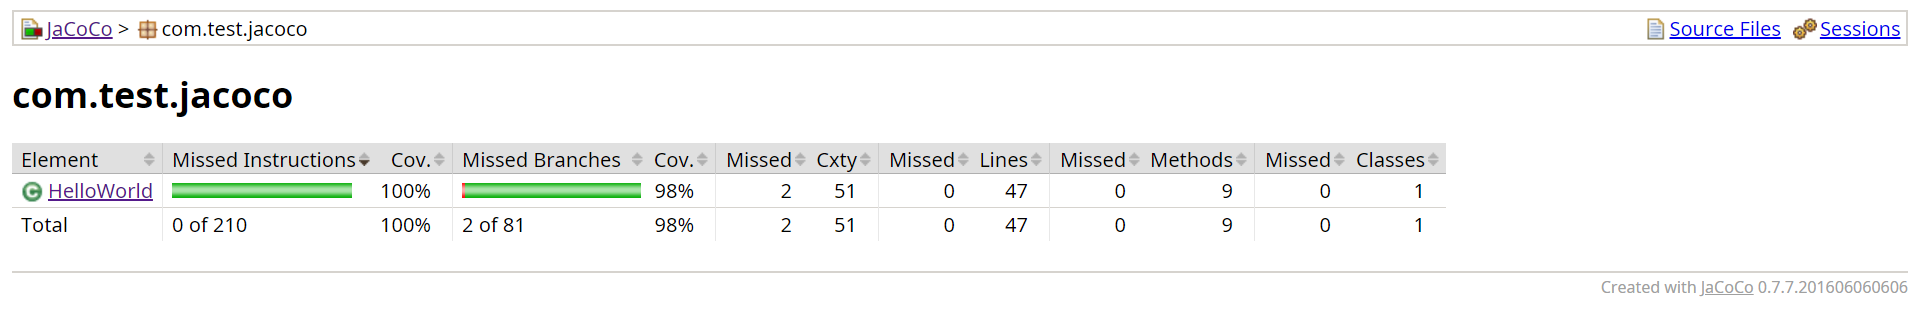 JaCoCo > com.test.jacoco Source Files Sessions
com.test.jacoco
Element Missed Instructions Cov. Missed Branches Cov. Missed Cxty Missed Lines Missed Methods Missed Classes
C HelloWorld 100% 98% 2 51 0 47 0 9 0 1
Total 0 of 210 100% 2 of 81 98% 2 51 0 47 0 9 0 1
Created with JaCoCo 0.7.7.201606060606